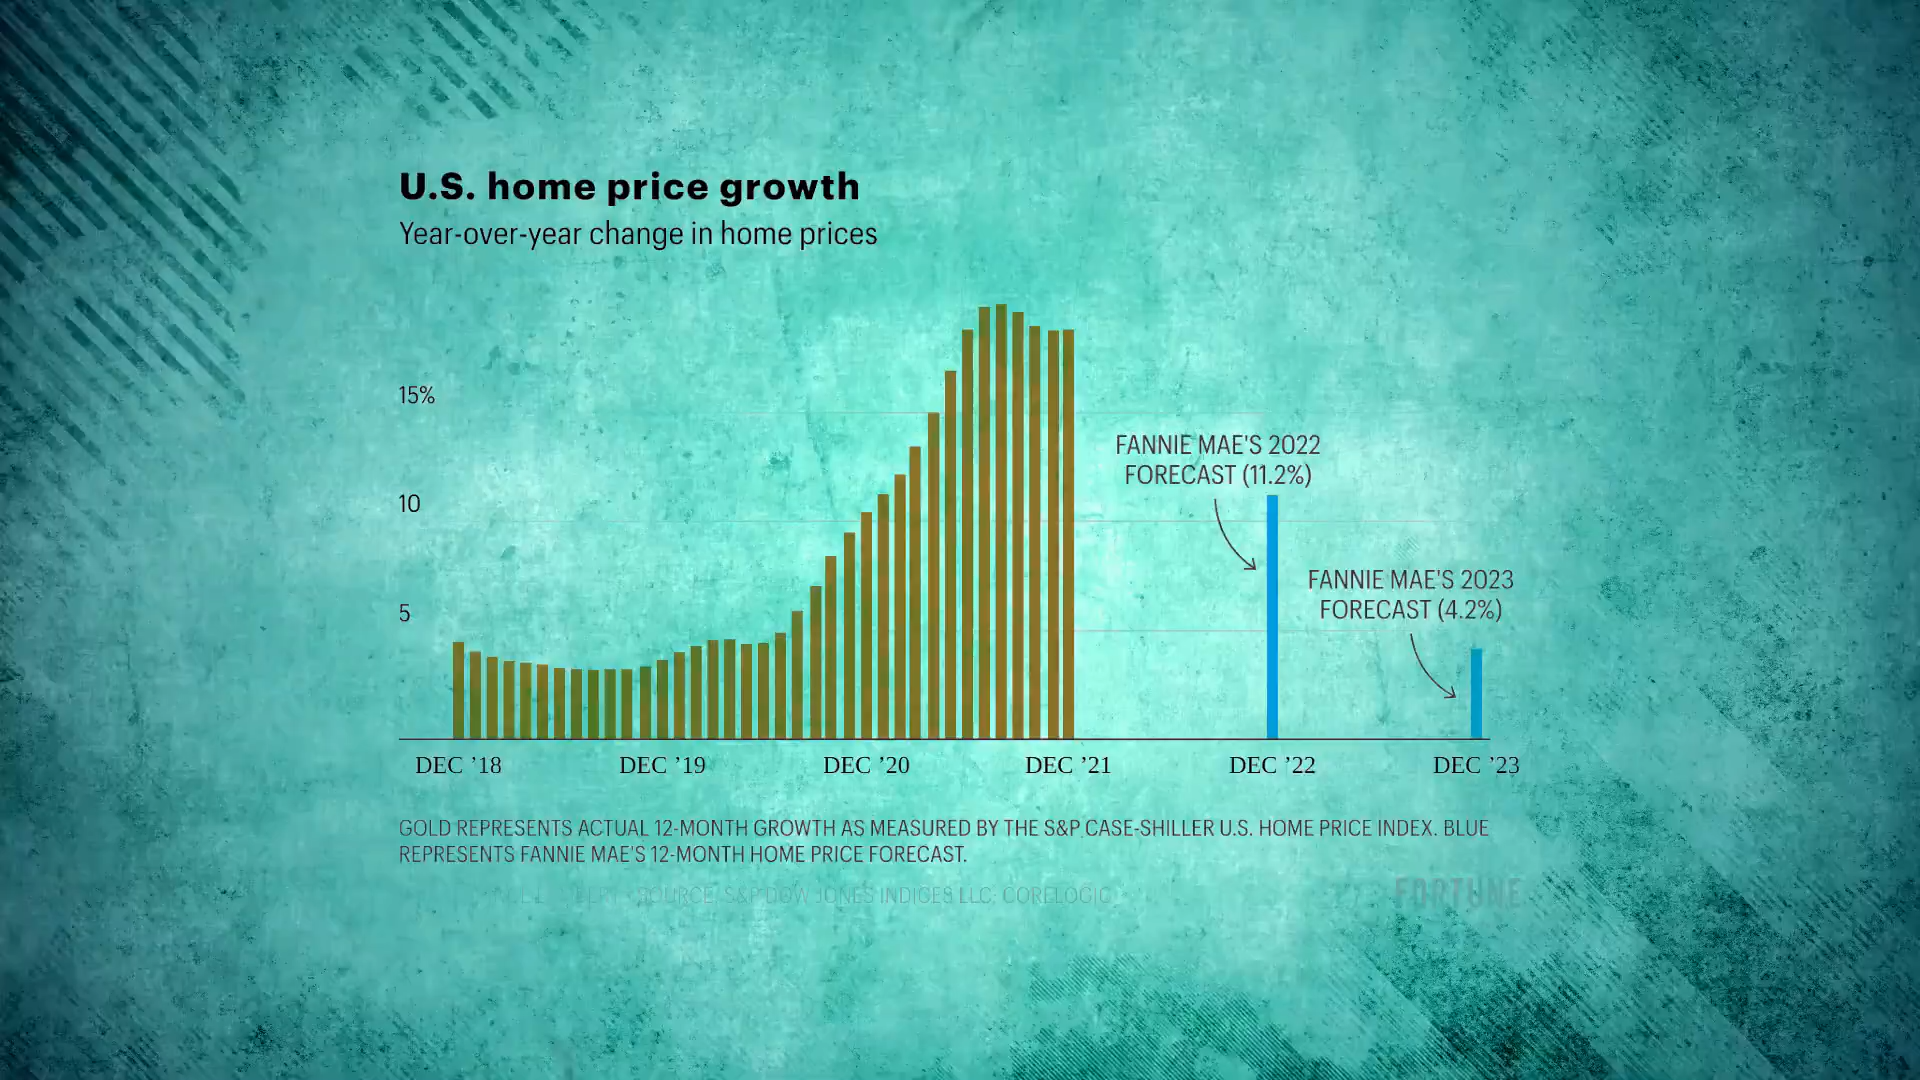 U.S. home price growth
Year-over-year change in home prices
15%
10
5
FANNIE MAE'S 2022
FORECAST (11.2%)
FANNIE MAE'S 2023
FORECAST (4.2%)
DEC ’18 DEC ’19 DEC ’20 DEC ’21 DEC ’22 DEC ’23
GOLD REPRESENTS ACTUAL 12-MONTH GROWTH AS MEASURED BY THE S&P CASE-SHILLER U.S. HOME PRICE INDEX. BLUE
REPRESENTS FANNIE MAE'S 12-MONTH HOME PRICE FORECAST.
SOURCE: S&P DOW JONES INDICES LLC; CORELOGIC
FORTUNE